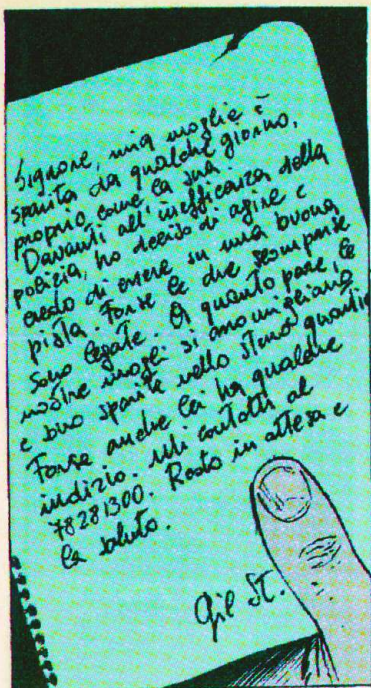 Signore, mia moglie è
sparita da qualche giorno,
proprio come la sua.
Davanti all'inefficienza della
polizia, ho deciso di agire e
credo di essere su una buona
pista. Forse le due scomparse
sono legate. A quanto pare, le
nostre mogli si assomigliano
e sono sparite nello stesso quartiere
Forse anche lei ha qualche
indizio. Mi contatti al
78281300. Resto in attesa e
la saluto.
Gil St.